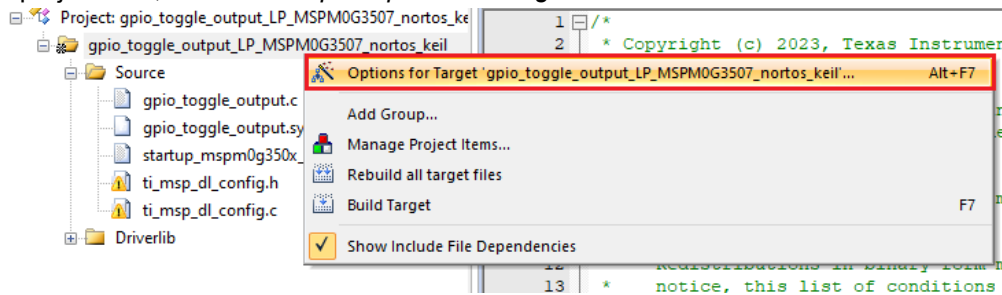 Project: gpio_toggle_output_LP_MSPM0G3507_nortos_ke
gpio_toggle_output_LP_MSPM0G3507_nortos_keil
Source
gpio_toggle_output.c
gpio_toggle_output.sy
startup_mspm0g350x_
ti_msp_dl_config.h
ti_msp_dl_config.c
Driverlib
Options for Target 'gpio_toggle_output_LP_MSPM0G3507_nortos_keil'... Alt+F7
Add Group...
Manage Project Items...
Rebuild all target files
Build Target F7
Show Include File Dependencies
1 /*
2 * Copyright (c) 2023, Texas Instrumen
13 * notice, this list of conditions